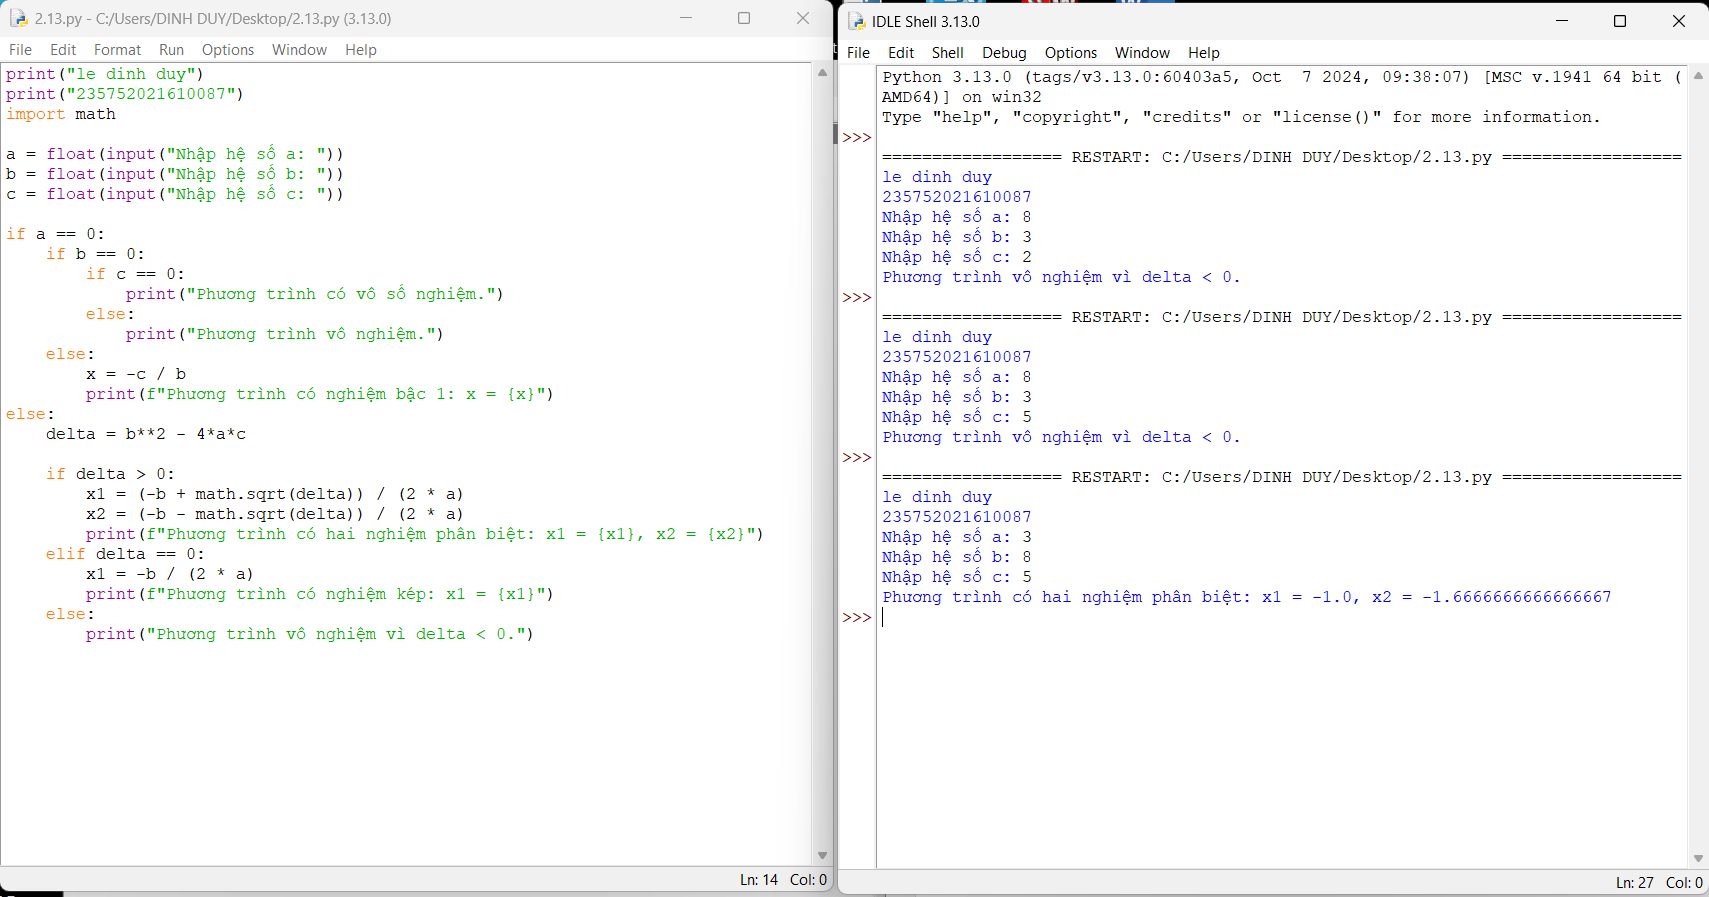 2.13.py - C:/Users/DINH DUY/Desktop/2.13.py (3.13.0)
File Edit Format Run Options Window Help
print("le dinh duy")
print("235752021610087")
import math

a = float(input("Nhập hệ số a: "))
b = float(input("Nhập hệ số b: "))
c = float(input("Nhập hệ số c: "))

if a == 0:
    if b == 0:
        if c == 0:
            print("Phương trình có vô số nghiệm.")
        else:
            print("Phương trình vô nghiệm.")
    else:
        x = -c / b
        print(f"Phương trình có nghiệm bậc 1: x = {x}")
else:
    delta = b**2 - 4*a*c

    if delta > 0:
        x1 = (-b + math.sqrt(delta)) / (2 * a)
        x2 = (-b - math.sqrt(delta)) / (2 * a)
        print(f"Phương trình có hai nghiệm phân biệt: x1 = {x1}, x2 = {x2}")
    elif delta == 0:
        x1 = -b / (2 * a)
        print(f"Phương trình có nghiệm kép: x1 = {x1}")
    else:
        print("Phương trình vô nghiệm vì delta < 0.")
Ln: 14 Col: 0
IDLE Shell 3.13.0
File Edit Shell Debug Options Window Help
Python 3.13.0 (tags/v3.13.0:60403a5, Oct  7 2024, 09:38:07) [MSC v.1941 64 bit (
AMD64)] on win32
Type "help", "copyright", "credits" or "license()" for more information.
>>>
================== RESTART: C:/Users/DINH DUY/Desktop/2.13.py ==================
le dinh duy
235752021610087
Nhập hệ số a: 8
Nhập hệ số b: 3
Nhập hệ số c: 2
Phương trình vô nghiệm vì delta < 0.
>>>
================== RESTART: C:/Users/DINH DUY/Desktop/2.13.py ==================
le dinh duy
235752021610087
Nhập hệ số a: 8
Nhập hệ số b: 3
Nhập hệ số c: 5
Phương trình vô nghiệm vì delta < 0.
>>>
================== RESTART: C:/Users/DINH DUY/Desktop/2.13.py ==================
le dinh duy
235752021610087
Nhập hệ số a: 3
Nhập hệ số b: 8
Nhập hệ số c: 5
Phương trình có hai nghiệm phân biệt: x1 = -1.0, x2 = -1.6666666666666667
>>>
Ln: 27 Col: 0